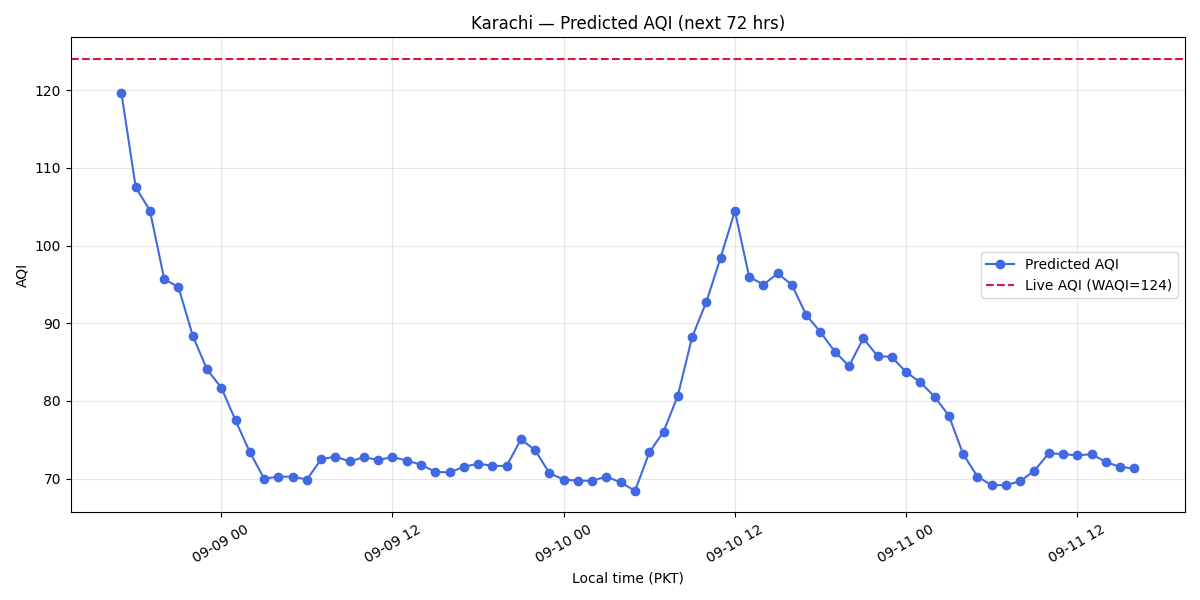 Karachi — Predicted AQI (next 72 hrs)
120
110
100
90
80
70
AQI
Predicted AQI
Live AQI (WAQI=124)
09-09 00
09-09 12
09-10 00
09-10 12
09-11 00
09-11 12
Local time (PKT)